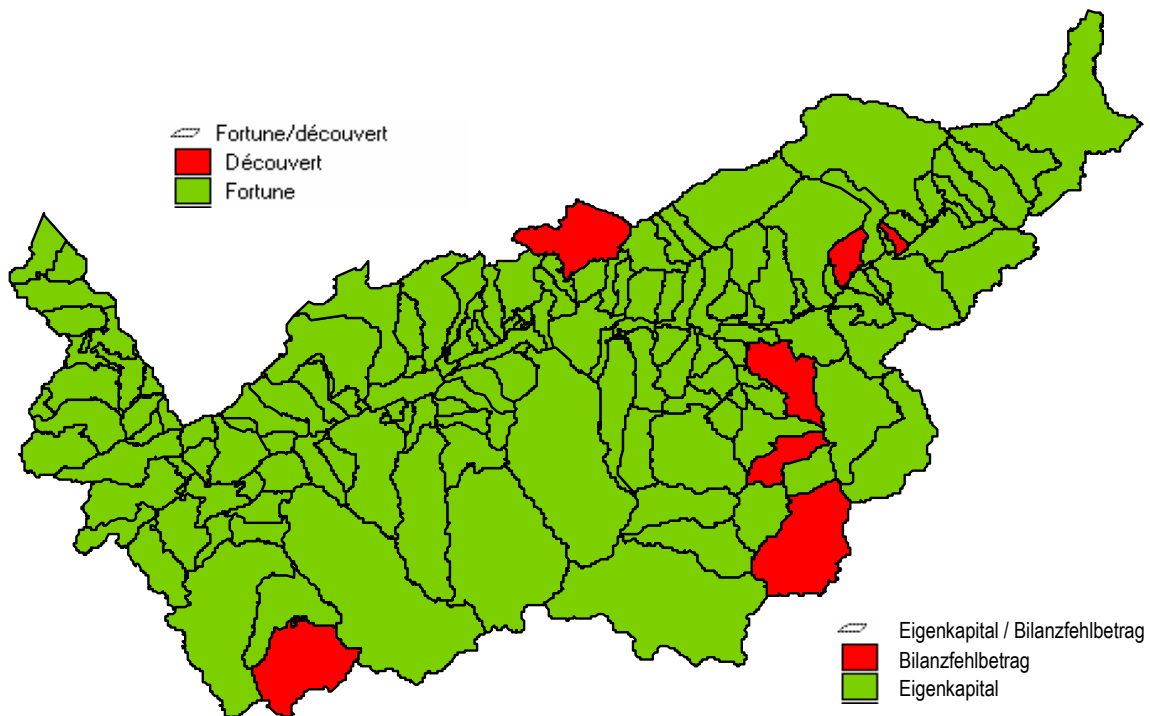 Fortune/découvert
Découvert
Fortune
Eigenkapital / Bilanzfehlbetrag
Bilanzfehlbetrag
Eigenkapital